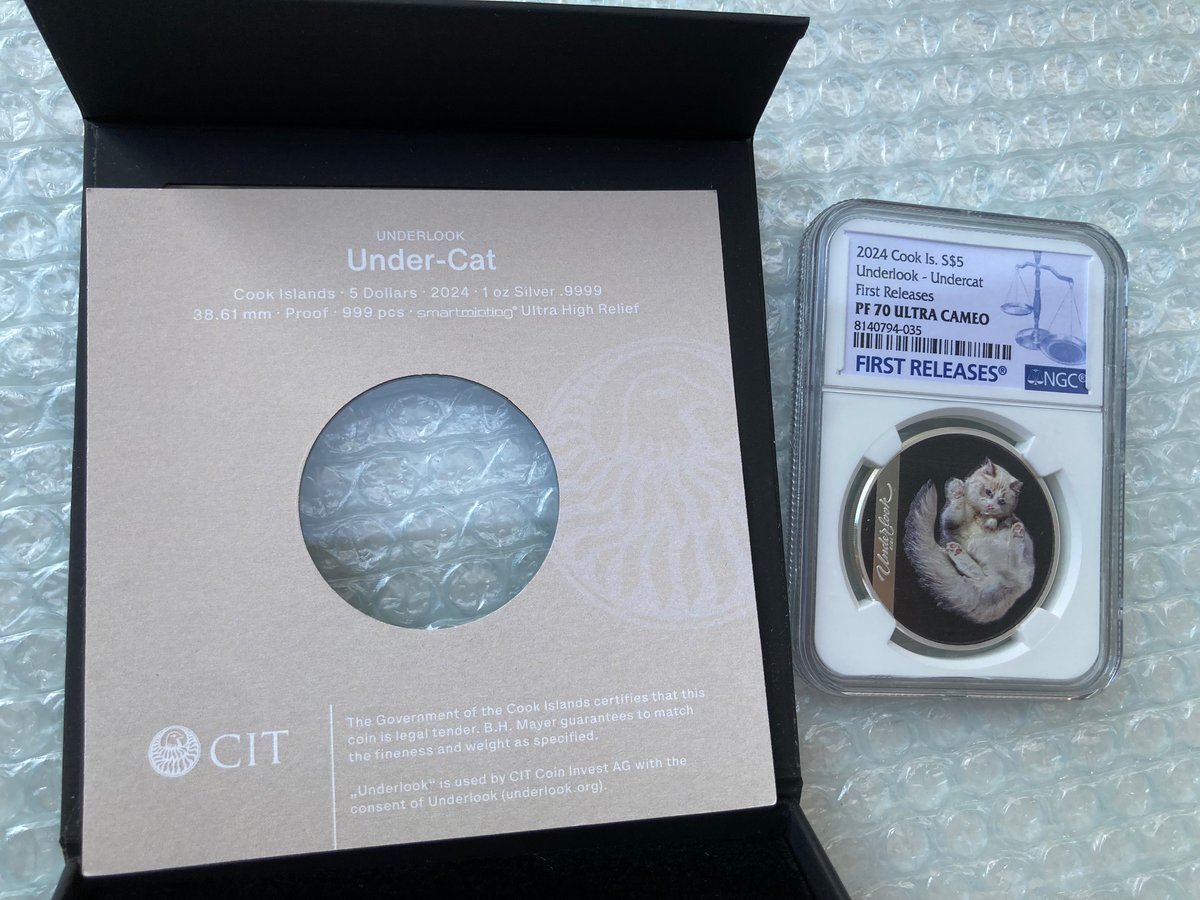 UNDERLOOK
Under-Cat
Cook Islands · 5 Dollars · 2024 · 1 oz Silver .9999
38.61 mm · Proof · 999 pcs · smartminting® Ultra High Relief
CIT
The Government of the Cook Islands certifies that this
coin is legal tender. B.H. Mayer guarantees to match
the fineness and weight as specified.
„Underlook“ is used by CIT Coin Invest AG with the
consent of Underlook (underlook.org).
2024 Cook Is. S$5
Underlook - Undercat
First Releases
PF 70 ULTRA CAMEO
8140794-035
FIRST RELEASES®
NGC®
Underlook